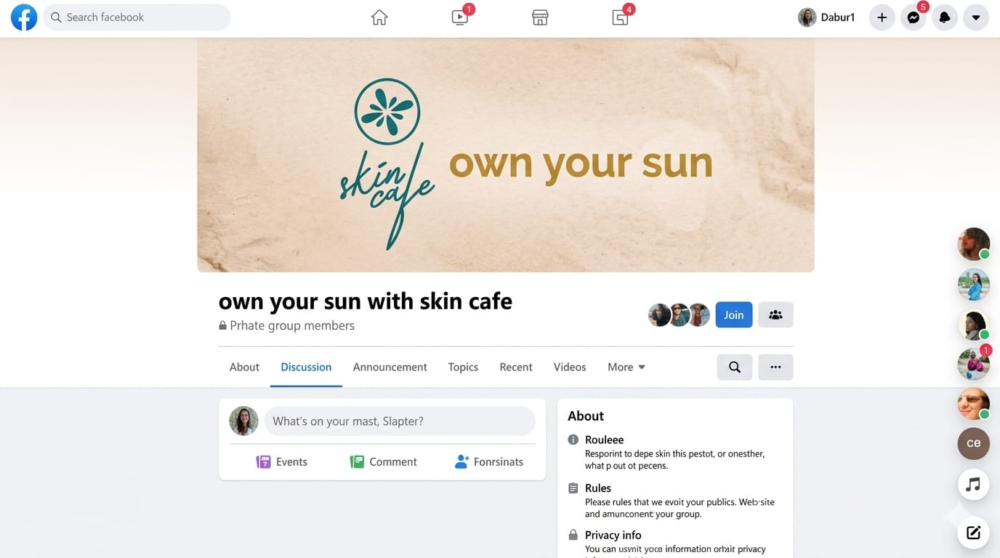 Search facebook
1
4
Dabur1
5
skin
cafe
own your sun
own your sun with skin cafe
Prhate group members
Join
About
Discussion
Announcement
Topics
Recent
Videos
More
What's on your mast, Slapter?
Events
Comment
Fonrsinats
About
Rouleee
Resporint to depe skin this pestot, or onesther,
what p out ot pecens.
Rules
Please rules that we evoit your publics. Web·site
and amunconent your group.
Privacy info
You can usvnit yoca information orbait privacy
1
ce